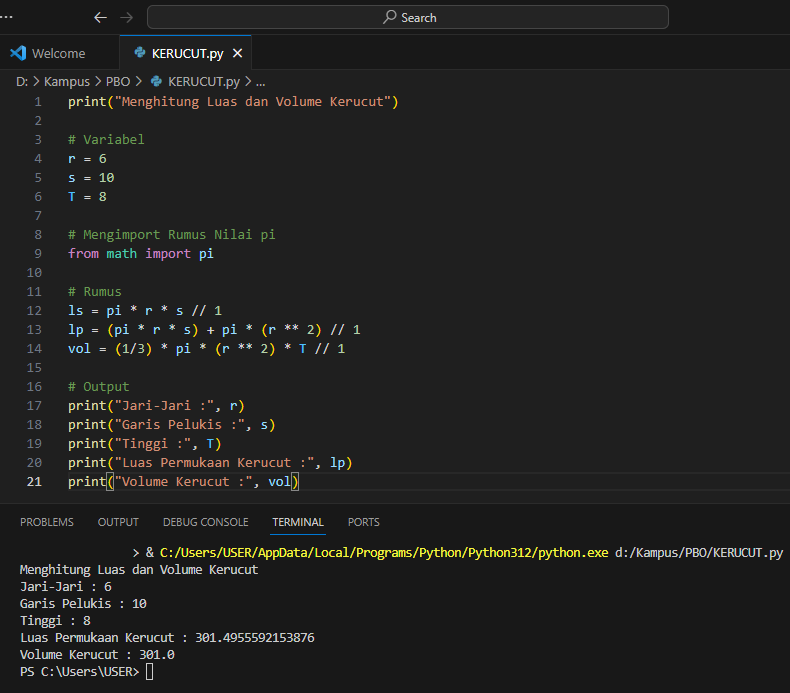 Search
Welcome
KERUCUT.py
D: > Kampus > PBO > KERUCUT.py > ...
1 print("Menghitung Luas dan Volume Kerucut")
2
3 # Variabel
4 r = 6
5 s = 10
6 T = 8
7
8 # Mengimport Rumus Nilai pi
9 from math import pi
10
11 # Rumus
12 ls = pi * r * s // 1
13 lp = (pi * r * s) + pi * (r ** 2) // 1
14 vol = (1/3) * pi * (r ** 2) * T // 1
15
16 # Output
17 print("Jari-Jari :", r)
18 print("Garis Pelukis :", s)
19 print("Tinggi :", T)
20 print("Luas Permukaan Kerucut :", lp)
21 print("Volume Kerucut :", vol)
PROBLEMS OUTPUT DEBUG CONSOLE TERMINAL PORTS
> & C:/Users/USER/AppData/Local/Programs/Python/Python312/python.exe d:/Kampus/PBO/KERUCUT.py
Menghitung Luas dan Volume Kerucut
Jari-Jari : 6
Garis Pelukis : 10
Tinggi : 8
Luas Permukaan Kerucut : 301.4955592153876
Volume Kerucut : 301.0
PS C:\Users\USER>